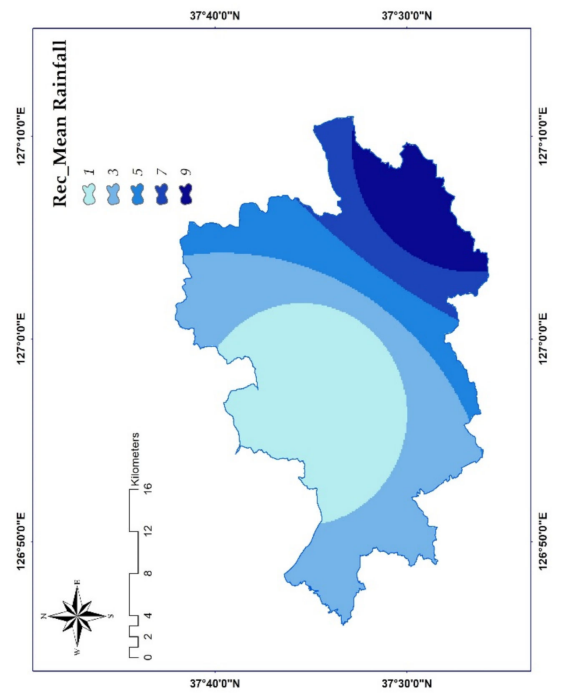 37°40'0"N 37°30'0"N
127°10'0"E
127°0'0"E
126°50'0"E
127°10'0"E
127°0'0"E
126°50'0"E
Rec_Mean Rainfall
1
3
5
7
9
N
W E
S
0 2 4 8 12 16
Kilometers
37°40'0"N 37°30'0"N